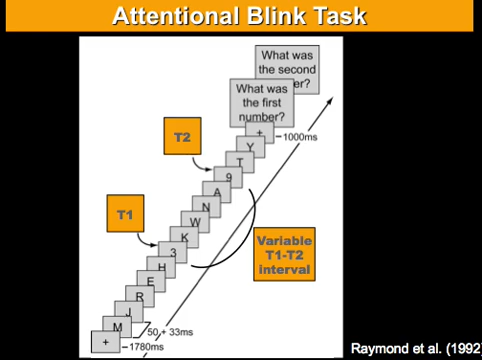 Attentional Blink Task
What was
the second
er?
What was
the first
number?
+
~1000ms
Y
T
T2
9
A
N
T1
W
K
3
Variable
T1-T2
interval
H
E
R
J
M
50 + 33ms
+
~1780ms
Raymond et al. (1992